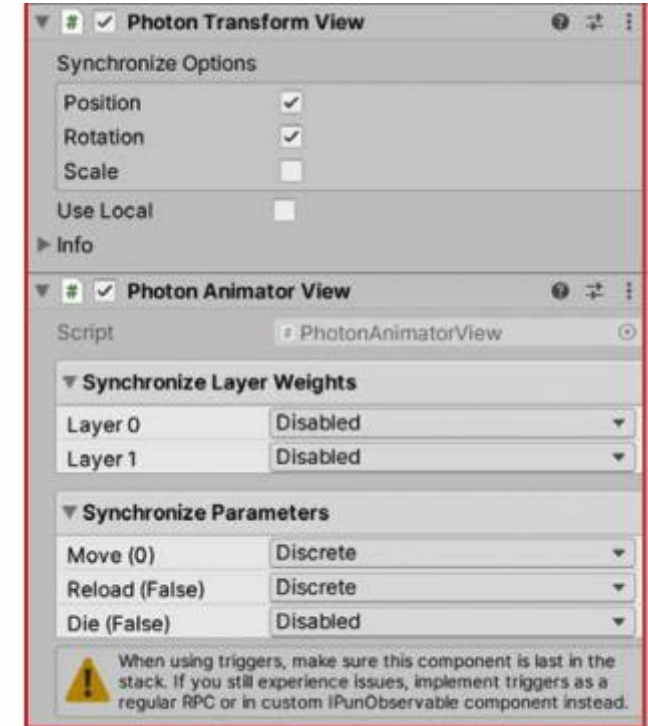 Photon Transform View
Synchronize Options
Position
Rotation
Scale
Use Local
Info
Photon Animator View
Script PhotonAnimatorView
Synchronize Layer Weights
Layer 0 Disabled
Layer 1 Disabled
Synchronize Parameters
Move (0) Discrete
Reload (False) Discrete
Die (False) Disabled
When using triggers, make sure this component is last in the
stack. If you still experience issues, implement triggers as a
regular RPC or in custom IPunObservable component instead.